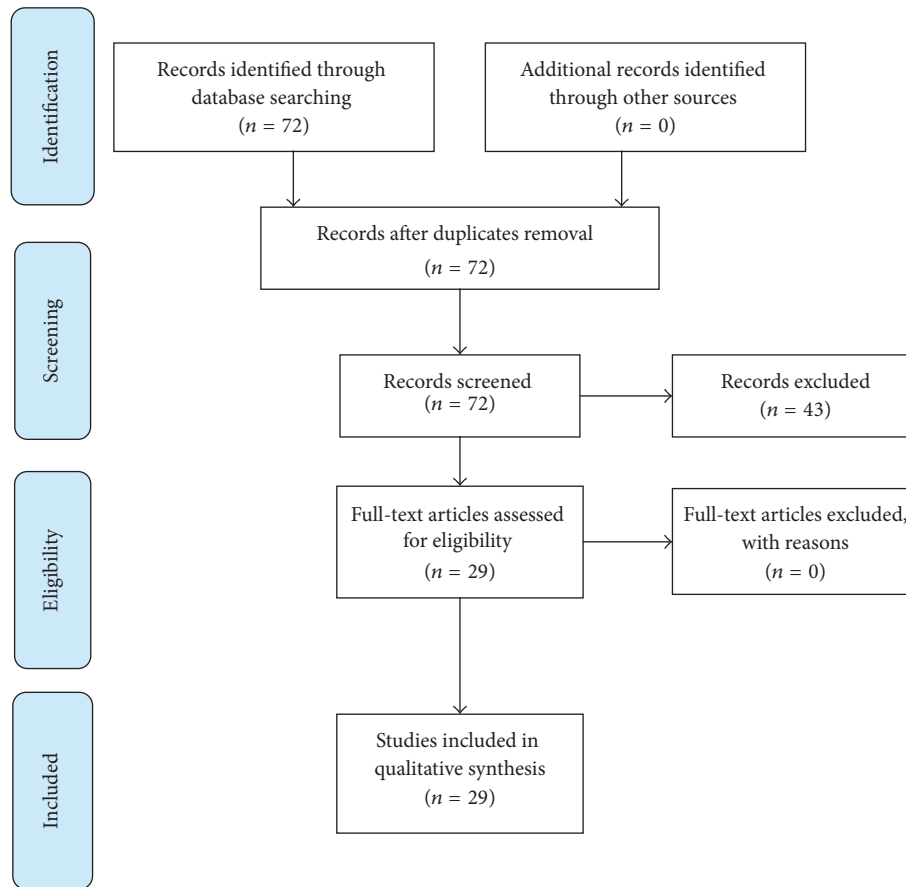 Identification
Records identified through
database searching
(n = 72)
Additional records identified
through other sources
(n = 0)
Records after duplicates removal
(n = 72)
Screening
Records screened
(n = 72)
Records excluded
(n = 43)
Eligibility
Full-text articles assessed
for eligibility
(n = 29)
Full-text articles excluded,
with reasons
(n = 0)
Included
Studies included in
qualitative synthesis
(n = 29)